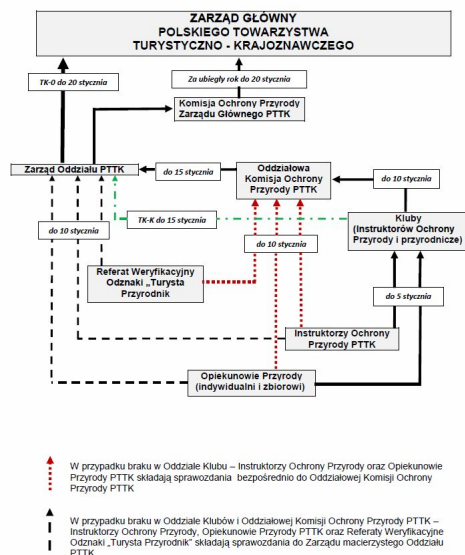 ZARZĄD GŁÓWNY
POLSKIEGO TOWARZYSTWA
TURYSTYCZNO - KRAJOZNAWCZEGO
TK-0 do 20 stycznia
Za ubiegły rok do 20 stycznia
Komisja Ochrony Przyrody
Zarządu Głównego PTTK
Zarząd Oddziału PTTK
do 15 stycznia
Oddziałowa
Komisja Ochrony
Przyrody PTTK
do 10 stycznia
do 10 stycznia
TK-K do 15 stycznia
do 10 stycznia
Kluby
(Instruktorów Ochrony
Przyrody i przyrodnicze)
Referat Weryfikacyjny
Odznaki „Turysta
Przyrodnik
do 5 stycznia
Instruktorzy Ochrony
Przyrody PTTK
Opiekunowie Przyrody
(indywidualni i zbiorowi)
W przypadku braku w Oddziale Klubu – Instruktorzy Ochrony Przyrody oraz Opiekunowie
Przyrody PTTK składają sprawozdania bezpośrednio do Oddziałowej Komisji Ochrony
Przyrody PTTK
W przypadku braku w Oddziale Klubów i Oddziałowej Komisji Ochrony Przyrody PTTK –
Instruktorzy Ochrony Przyrody, Opiekunowie Przyrody PTTK oraz Referaty Weryfikacyjne
Odznaki „Turysta Przyrodnik” składają sprawozdania do Zarządu macierzystego Oddziału
PTTK